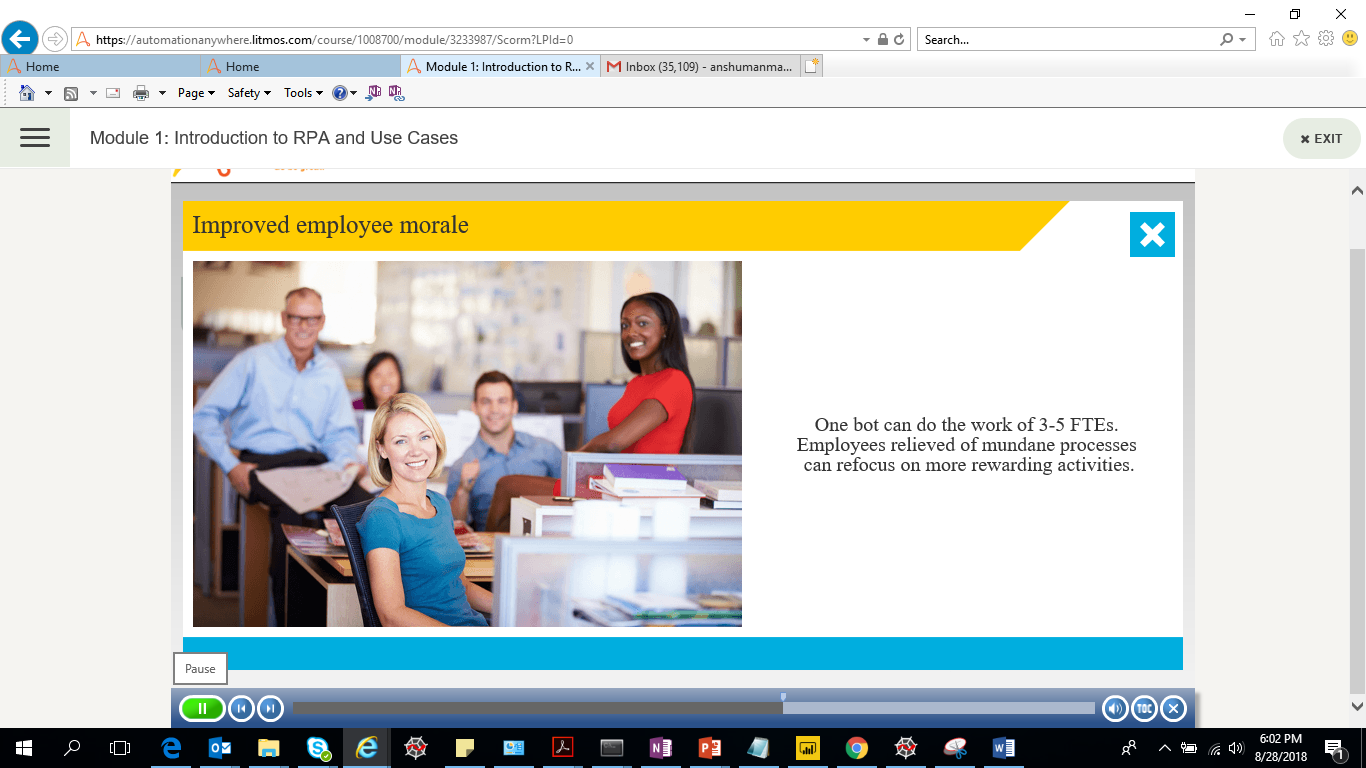 https://automationanywhere.litmos.com/course/1008700/module/3233987/Scorm?LPId=0
Search...
Home
Home
Module 1: Introduction to R...
Inbox (35,109) - anshumanma...
Page
Safety
Tools
Module 1: Introduction to RPA and Use Cases
EXIT
Improved employee morale
One bot can do the work of 3-5 FTEs.
Employees relieved of mundane processes
can refocus on more rewarding activities.
Pause
TOC
6:02 PM
8/28/2018
1